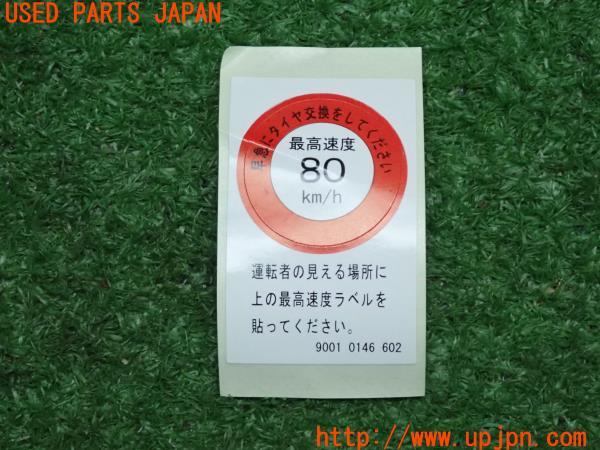 USED PARTS JAPAN
早急にタイヤ交換をしてください
最高速度
80
km/h
運転者の見える場所に
上の最高速度ラベルを
貼ってください。
9001 0146 602
http://www.upjpn.com/